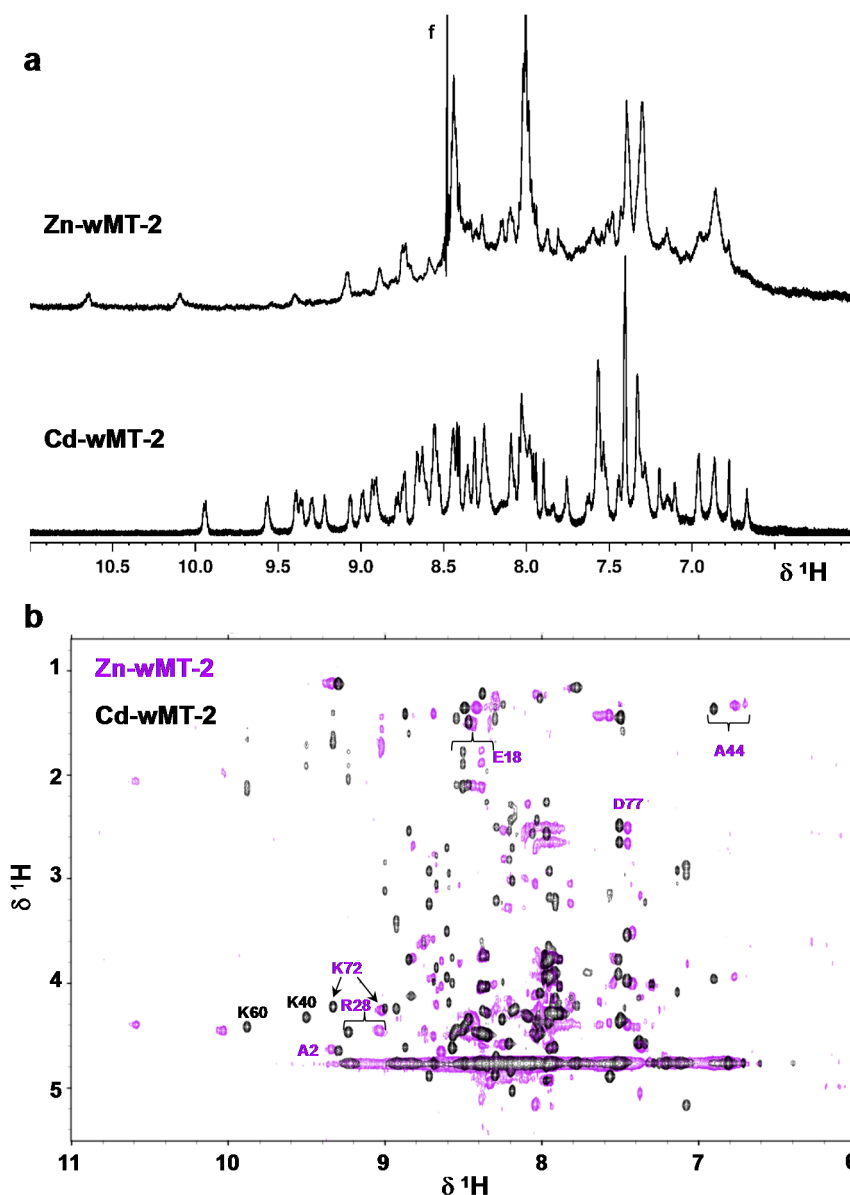 a
f
Zn-wMT-2
Cd-wMT-2
10.5 10.0 9.5 9.0 8.5 8.0 7.5 7.0
δ ¹H
b
Zn-wMT-2
Cd-wMT-2
1
2
3
4
5
δ ¹H
E18
A44
D77
K72
K60
K40
R28
A2
11 10 9 8 7 6
δ ¹H